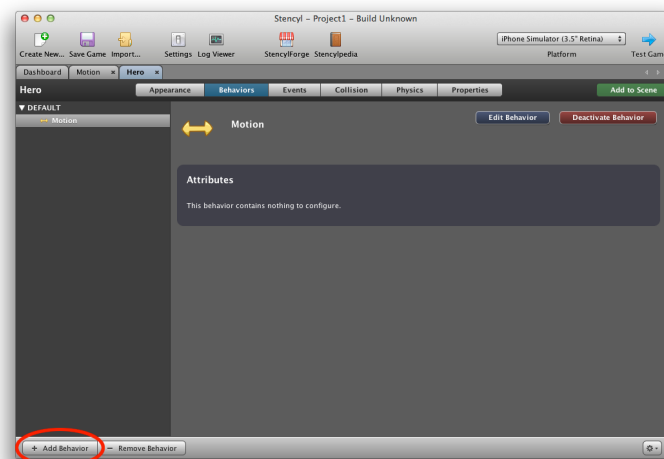 Stencyl – Project1 – Build Unknown
Create New... Save Game Import... Settings Log Viewer StencylForge Stencylpedia iPhone Simulator (3.5" Retina) Platform Test Gam
Dashboard Motion × Hero ×
Hero Appearance Behaviors Events Collision Physics Properties Add to Scene
▼ DEFAULT
Motion
Motion Edit Behavior Deactivate Behavior
Attributes
This behavior contains nothing to configure.
+ Add Behavior – Remove Behavior